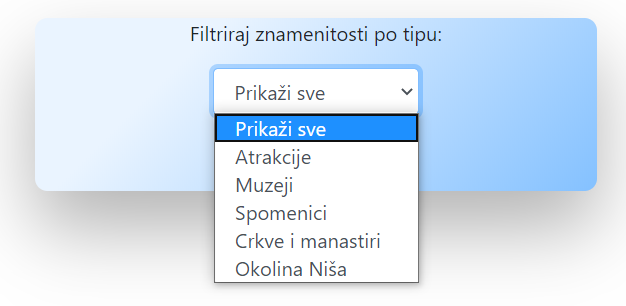 Filtriraj znamenitosti po tipu:
Prikaži sve
Prikaži sve
Atrakcije
Muzeji
Spomenici
Crkve i manastiri
Okolina Niša